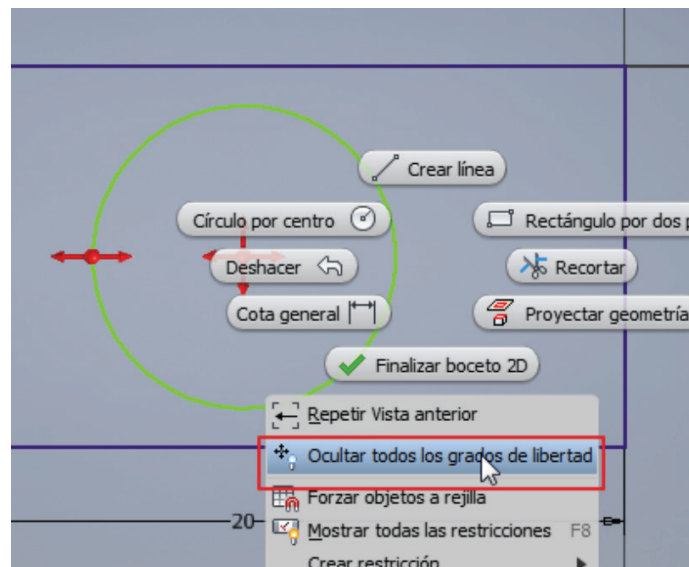 Crear línea
Círculo por centro
Rectángulo por dos p
Deshacer
Recortar
Cota general
Proyectar geometría
Finalizar boceto 2D
Repetir Vista anterior
Ocultar todos los grados de libertad
Forzar objetos a rejilla
20
Mostrar todas las restricciones F8
Crear restricción